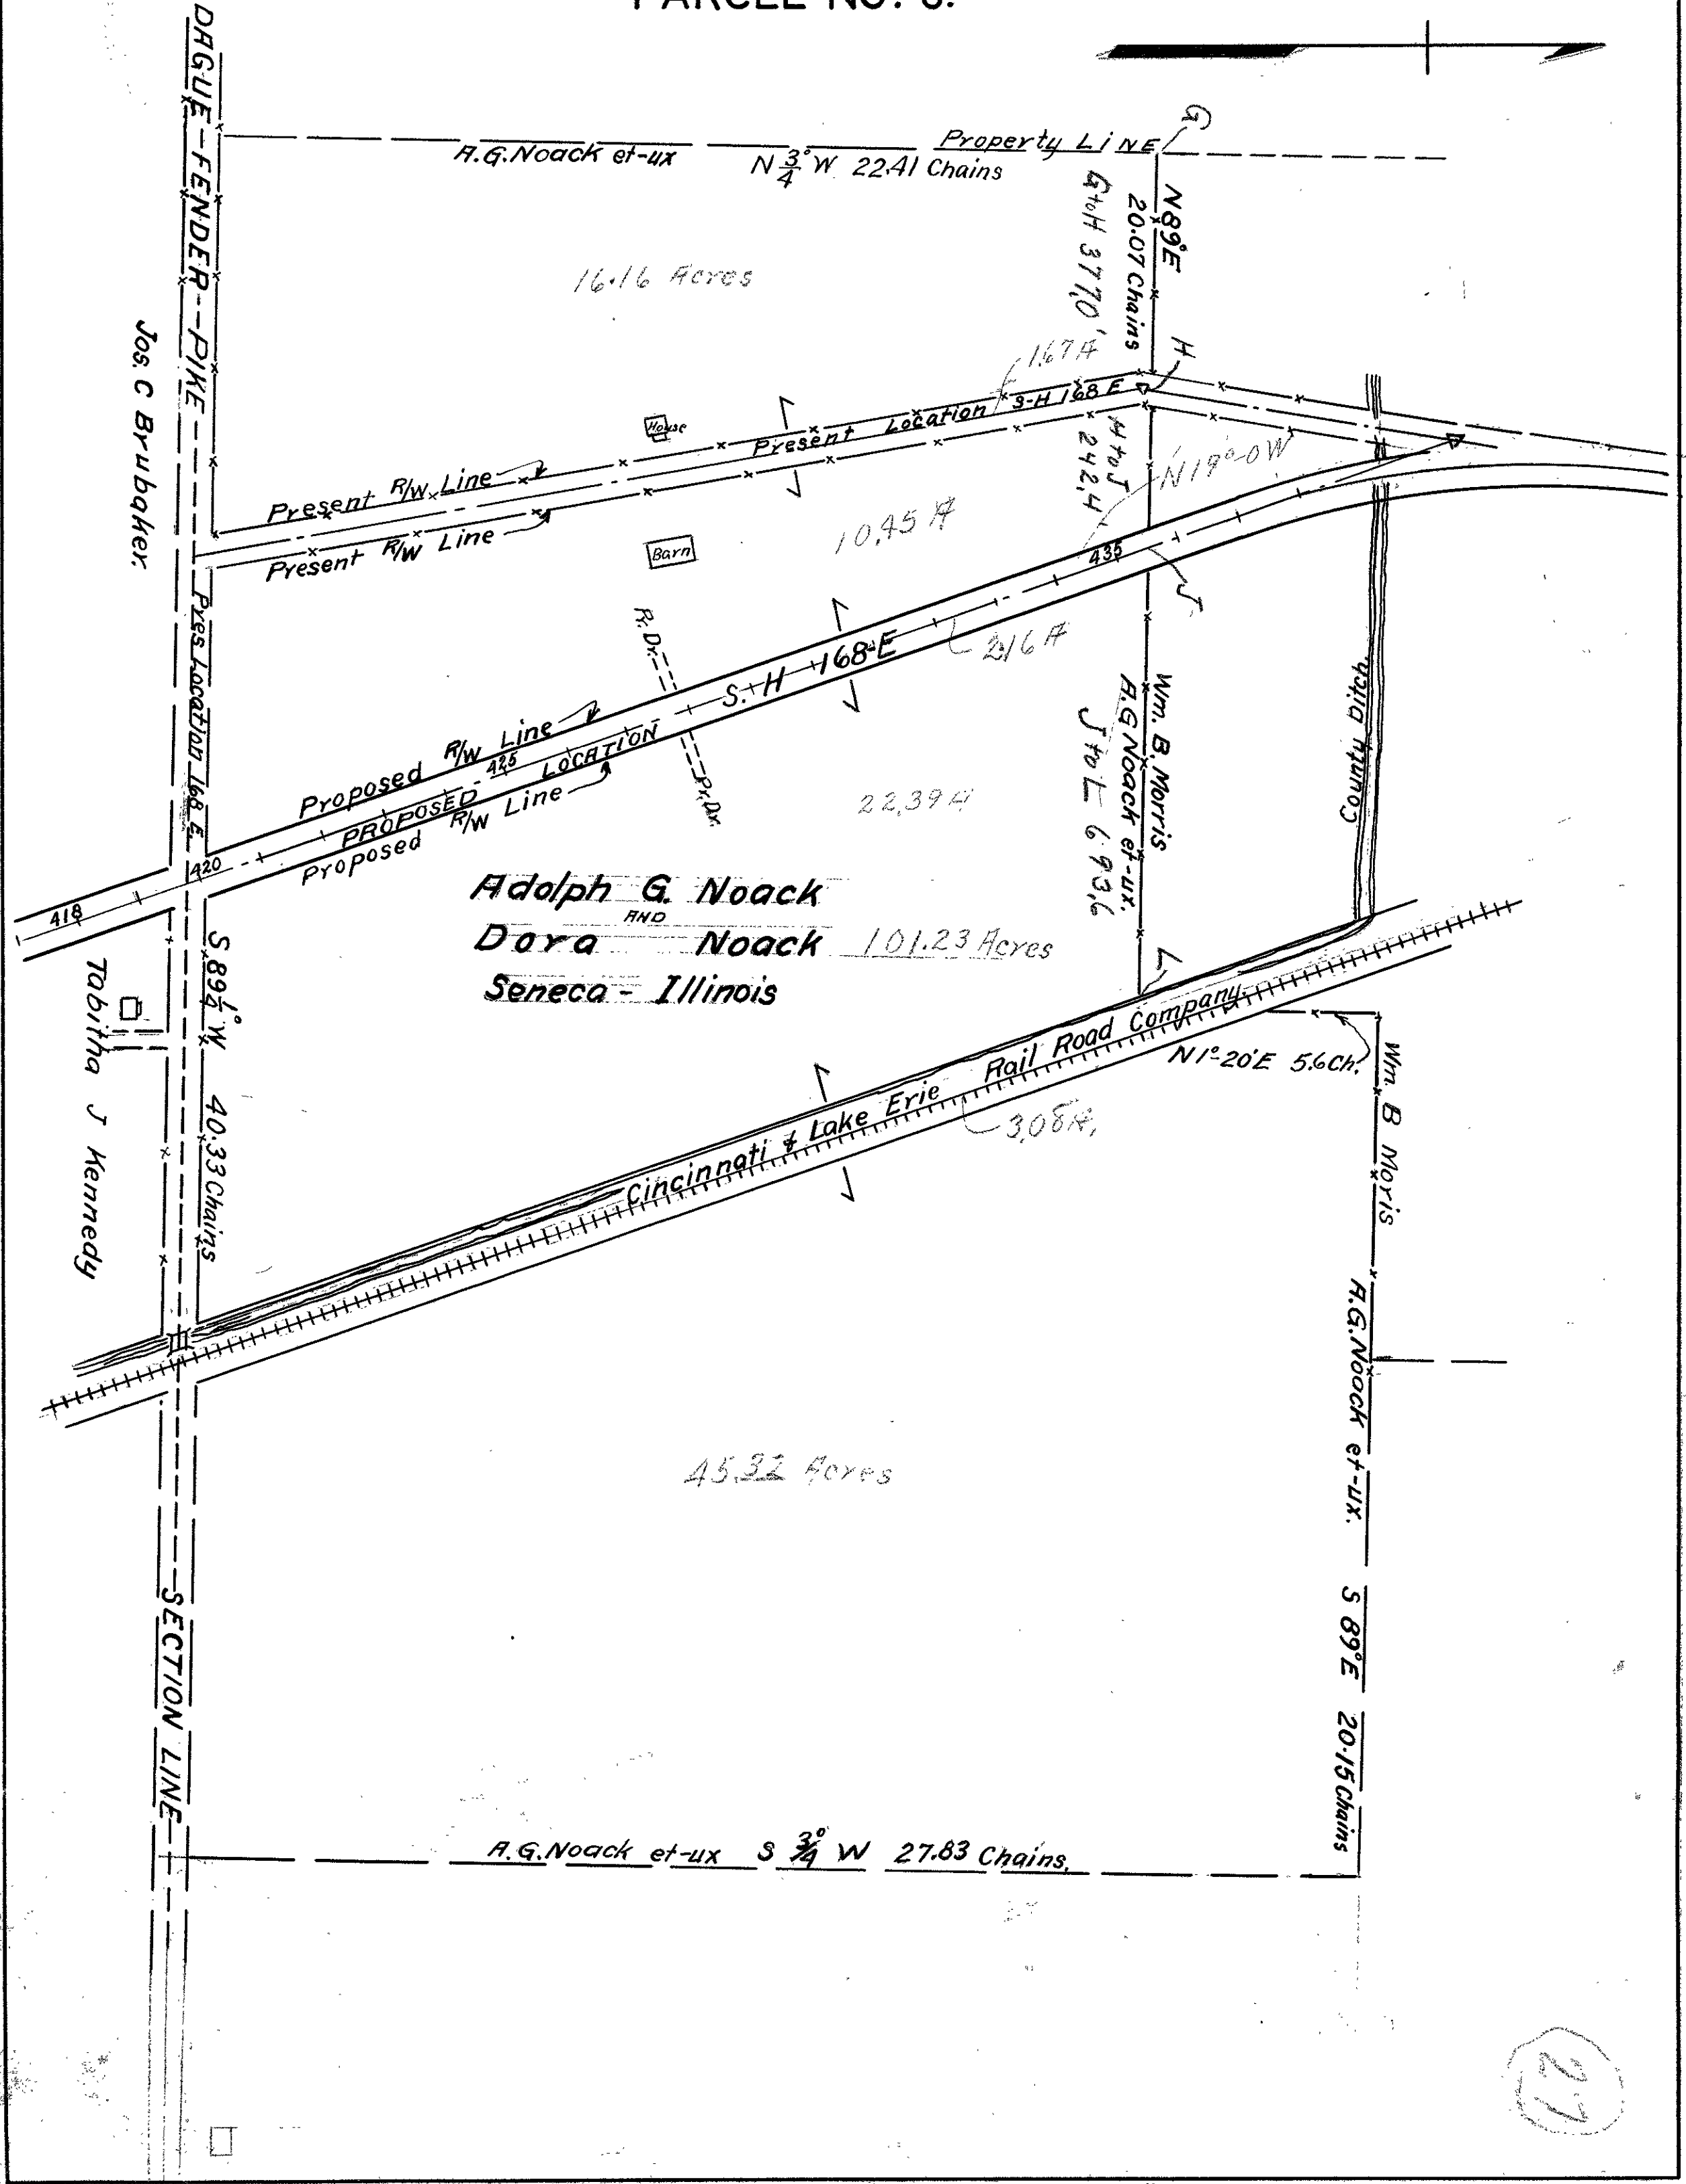 PARCEL NO.
DAGUE-FENDER-PIKE
Property LINE
G
A.G.Noack et-ux N 3/4° W 22.41 Chains
N89°E
20.07 Chains
G to H 377,0'
16.16 Acres
Jos. C Brubaker.
H
1.67 A
S-H 168 E
Present Location
House
Present R/W Line
Present R/W Line
H to J
242,4
N 19°-0 W
10,45 A
Barn
435
J
Pres Location 168 E.
Pr. Dr.
2.16 A
S. H 168-E
Wm. B. Morris
A.G Noack et-ux.
J to L 693,6
County Ditch
Proposed R/W Line
425
PROPOSED LOCATION
Proposed R/W Line
Pr. Dr.
22,39 A
420
418
Adolph G. Noack
AND
Dora Noack 101.23 Acres
Seneca - Illinois
L
S 89 1/4° W 40.33 Chains
Tabitha J Kennedy
Cincinnati & Lake Erie Rail Road Company.
N 1°-20'E 5.6 Ch.
3,08 A,
Wm. B Moris
A.G.Noack et-ux. S 89°E 20.15 Chains
45.32 Acres
SECTION LINE
A.G.Noack et-ux S 3/4° W 27.83 Chains,
27